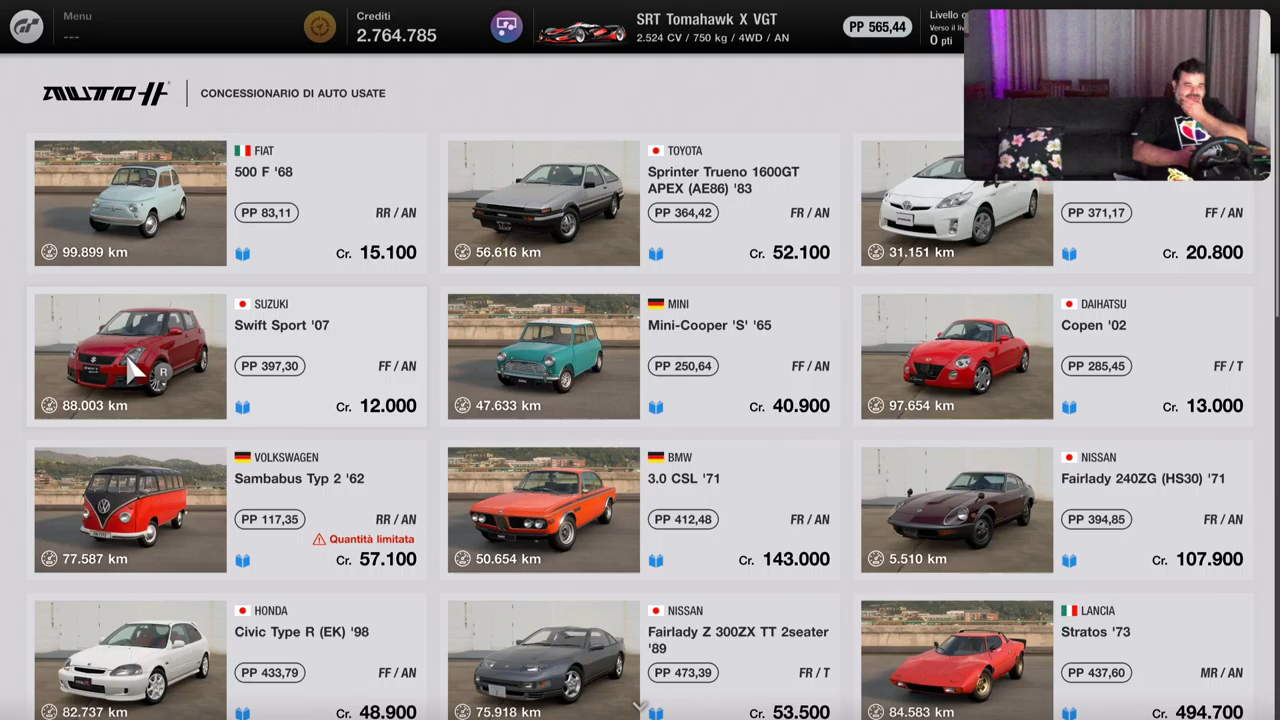 Menu
---
Crediti
2.764.785
SRT Tomahawk X VGT
2.524 CV / 750 kg / 4WD / AN
PP 565,44
Livello
Verso il liv
0 pti
AUTO
CONCESSIONARIO DI AUTO USATE
FIAT
500 F '68
PP 83,11
RR / AN
99.899 km
Cr. 15.100
TOYOTA
Sprinter Trueno 1600GT
APEX (AE86) '83
PP 364,42
FR / AN
56.616 km
Cr. 52.100
PP 371,17
FF / AN
31.151 km
Cr. 20.800
SUZUKI
Swift Sport '07
PP 397,30
FF / AN
R
88.003 km
Cr. 12.000
MINI
Mini-Cooper 'S' '65
PP 250,64
FF / AN
47.633 km
Cr. 40.900
DAIHATSU
Copen '02
PP 285,45
FF / T
97.654 km
Cr. 13.000
VOLKSWAGEN
Sambabus Typ 2 '62
PP 117,35
RR / AN
Quantità limitata
77.587 km
Cr. 57.100
BMW
3.0 CSL '71
PP 412,48
FR / AN
50.654 km
Cr. 143.000
NISSAN
Fairlady 240ZG (HS30) '71
PP 394,85
FR / AN
5.510 km
Cr. 107.900
HONDA
Civic Type R (EK) '98
PP 433,79
FF / AN
82.737 km
Cr. 48.900
NISSAN
Fairlady Z 300ZX TT 2seater
'89
PP 473,39
FR / T
75.918 km
Cr. 53.500
LANCIA
Stratos '73
PP 437,60
MR / AN
84.583 km
Cr. 494.700